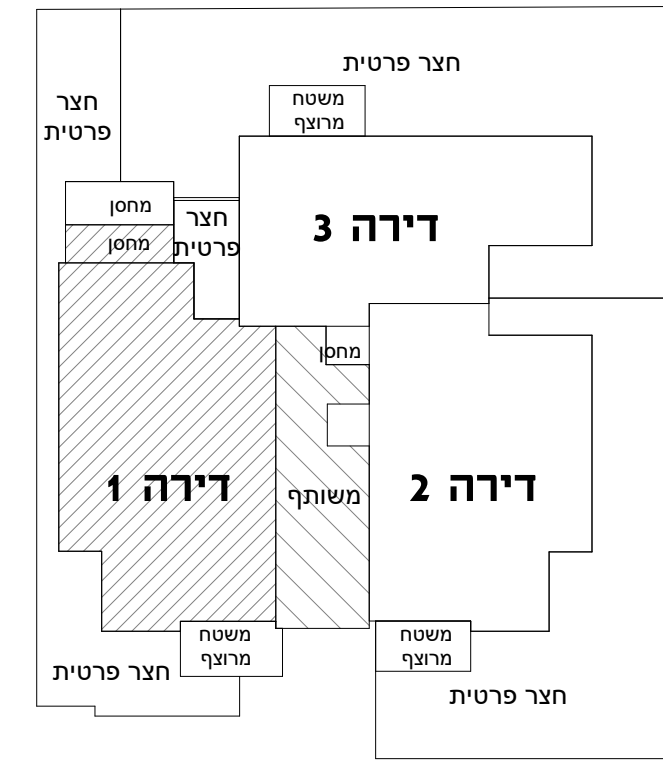 חצר פרטית
משטח
מרוצף
חצר
פרטית
מחסן
מחסן
חצר
פרטית
דירה 3
מחסן
דירה 1
משותף
דירה 2
משטח
מרוצף
חצר פרטית
משטח
מרוצף
חצר פרטית